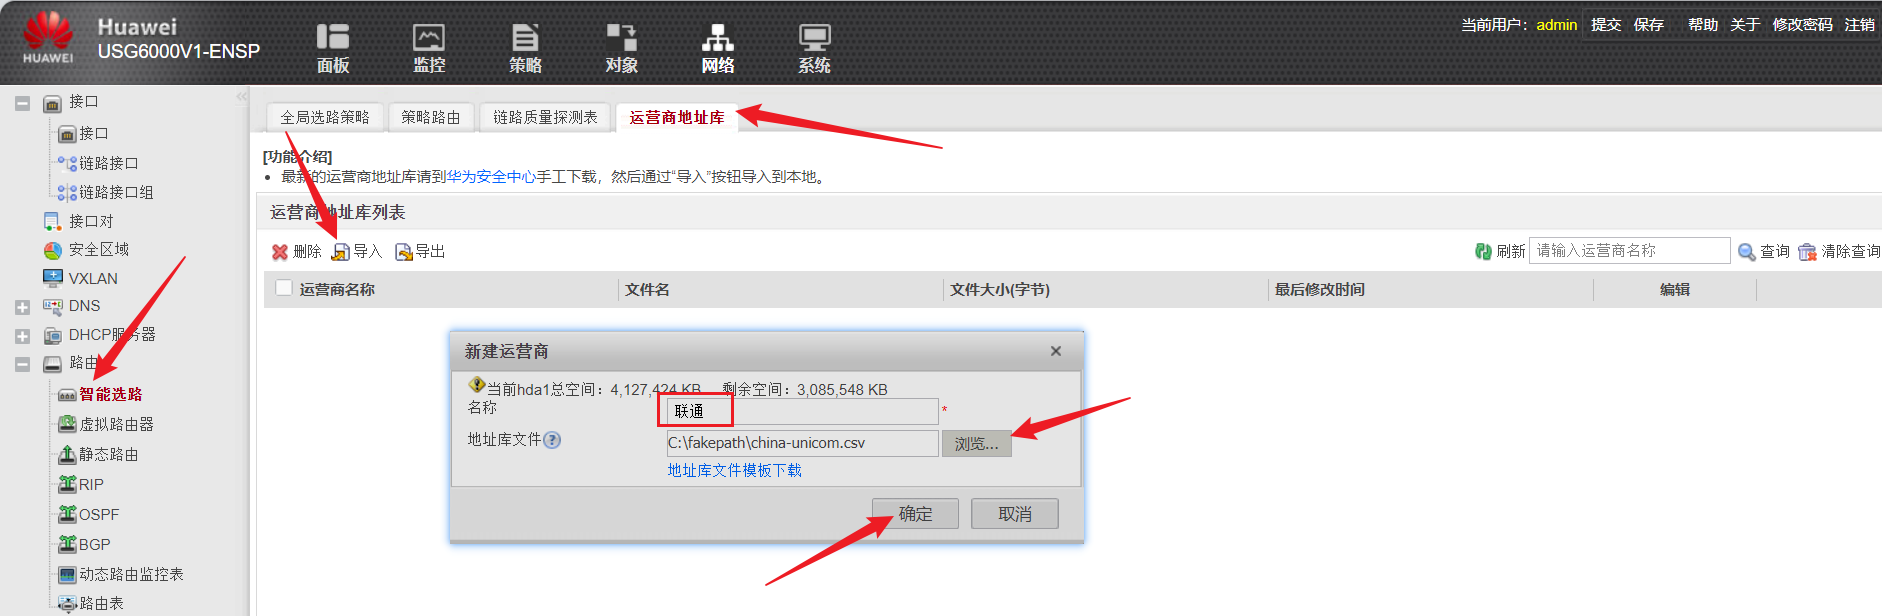 Huawei
USG6000V1-ENSP
HUAWEI
面板
监控
策略
对象
网络
系统
当前用户： admin 提交 保存 帮助 关于 修改密码 注销
接口
接口
链路接口
链路接口组
接口对
安全区域
VXLAN
DNS
DHCP服务器
路由
智能选路
虚拟路由器
静态路由
RIP
OSPF
BGP
动态路由监控表
路由表
全局选路策略 策略路由 链路质量探测表 运营商地址库
[功能介绍]
最新的运营商地址库请到华为安全中心手工下载，然后通过“导入”按钮导入到本地。
运营商地址库列表
删除 导入 导出 刷新 请输入运营商名称 查询 清除查询
运营商名称 文件名 文件大小(字节) 最后修改时间 编辑
新建运营商
当前hda1总空间：4,127,424 KB 剩余空间：3,085,548 KB
名称 联通 *
地址库文件 C:\fakepath\china-unicom.csv 浏览...
地址库文件模板下载
确定 取消